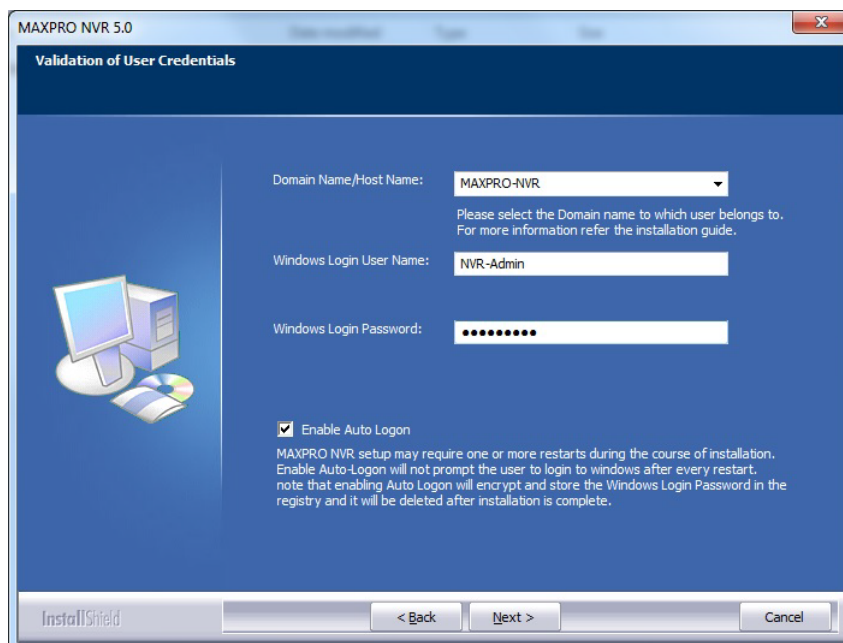 MAXPRO NVR 5.0
Date modified Type Size
Validation of User Credentials
Domain Name/Host Name:
MAXPRO-NVR
Please select the Domain name to which user belongs to.
For more information refer the installation guide.
Windows Login User Name:
NVR-Admin
Windows Login Password:
•••••••••
Enable Auto Logon
MAXPRO NVR setup may require one or more restarts during the course of installation.
Enable Auto-Logon will not prompt the user to login to windows after every restart.
note that enabling Auto Logon will encrypt and store the Windows Login Password in the
registry and it will be deleted after installation is complete.
InstallShield
< Back
Next >
Cancel